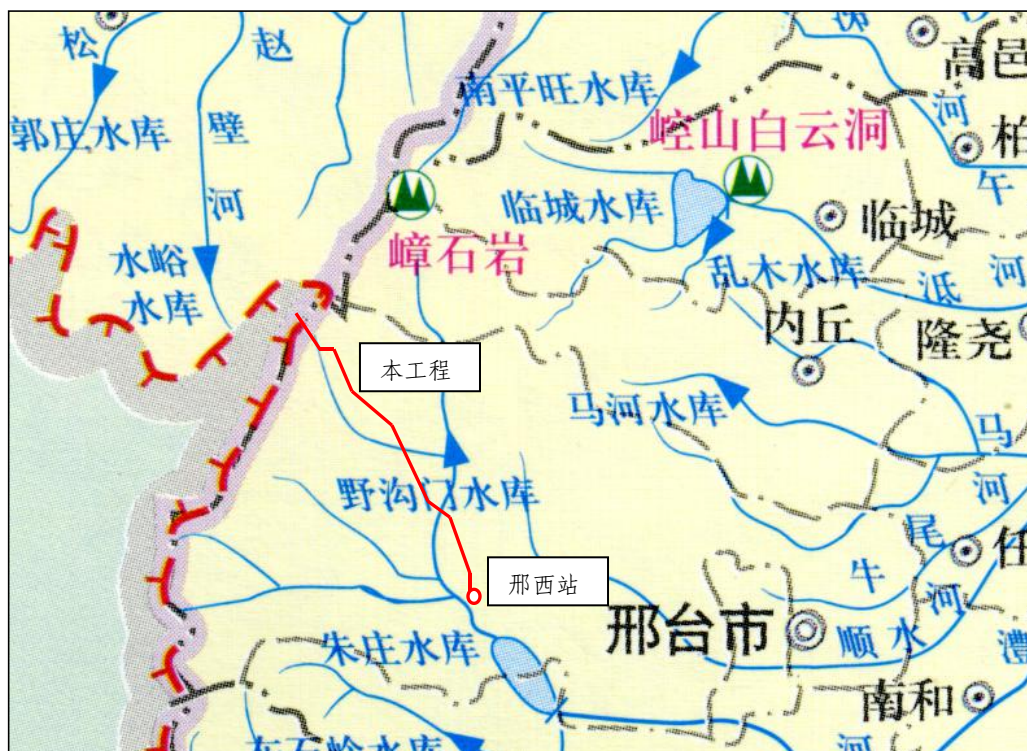 松
赵
高邑
南平旺水库
河
郭庄水库
壁
崆山白云洞
柏
午
河
临城水库
临城
嶂石岩
水峪
水库
乱木水库
泜
河
内丘
隆尧
本工程
马河水库
马
河
野沟门水库
尾
任
牛
邢西站
河
邢台市
顺
水
朱庄水库
澧
南和
河